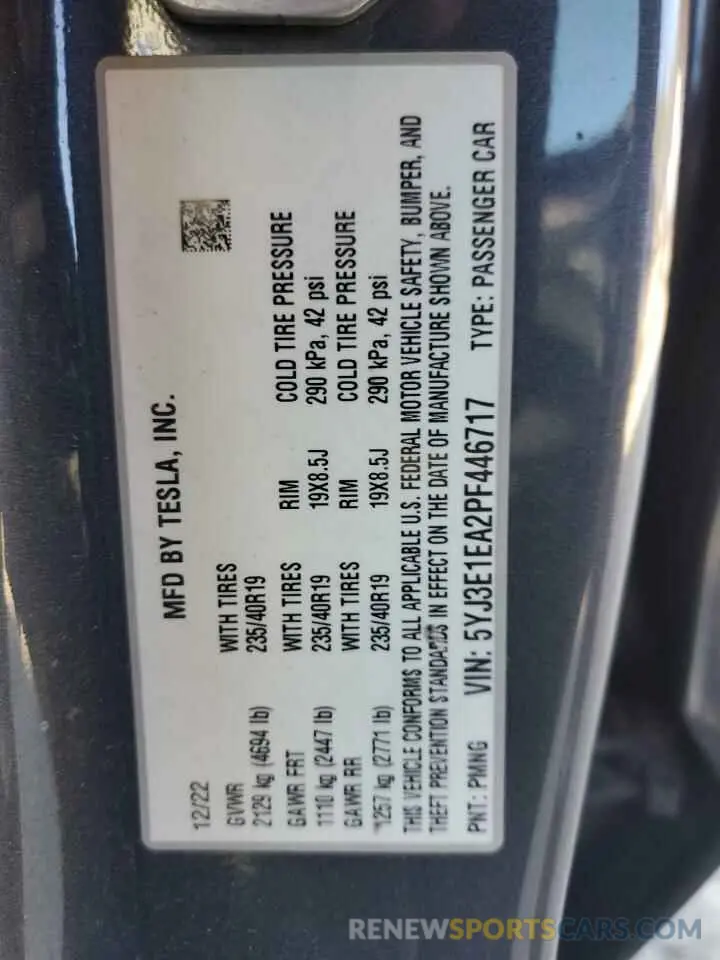 MFD BY TESLA, INC.
12/22
GVWR WITH TIRES
2129 kg (4694 lb) 235/40R19
GAWR FRT WITH TIRES RIM COLD TIRE PRESSURE
1110 kg (2447 lb) 235/40R19 19X8.5J 290 kPa, 42 psi
GAWR RR WITH TIRES RIM COLD TIRE PRESSURE
1257 kg (2771 lb) 235/40R19 19X8.5J 290 kPa, 42 psi
THIS VEHICLE CONFORMS TO ALL APPLICABLE U.S. FEDERAL MOTOR VEHICLE SAFETY, BUMPER, AND
THEFT PREVENTION STANDARDS IN EFFECT ON THE DATE OF MANUFACTURE SHOWN ABOVE.
PNT: PMNG VIN: 5YJ3E1EA2PF446717 TYPE: PASSENGER CAR
RENEWSPORTSCARS.COM